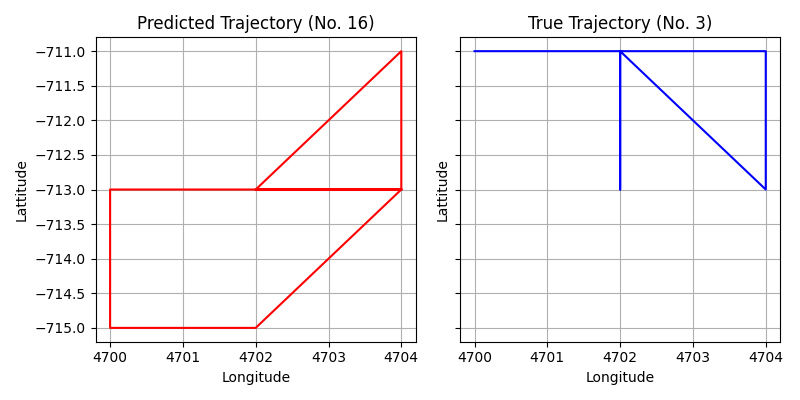 Predicted Trajectory (No. 16)
True Trajectory (No. 3)
Lattitude
−711.0
−711.5
−712.0
−712.5
−713.0
−713.5
−714.0
−714.5
−715.0
4700 4701 4702 4703 4704
Longitude
Lattitude
4700 4701 4702 4703 4704
Longitude